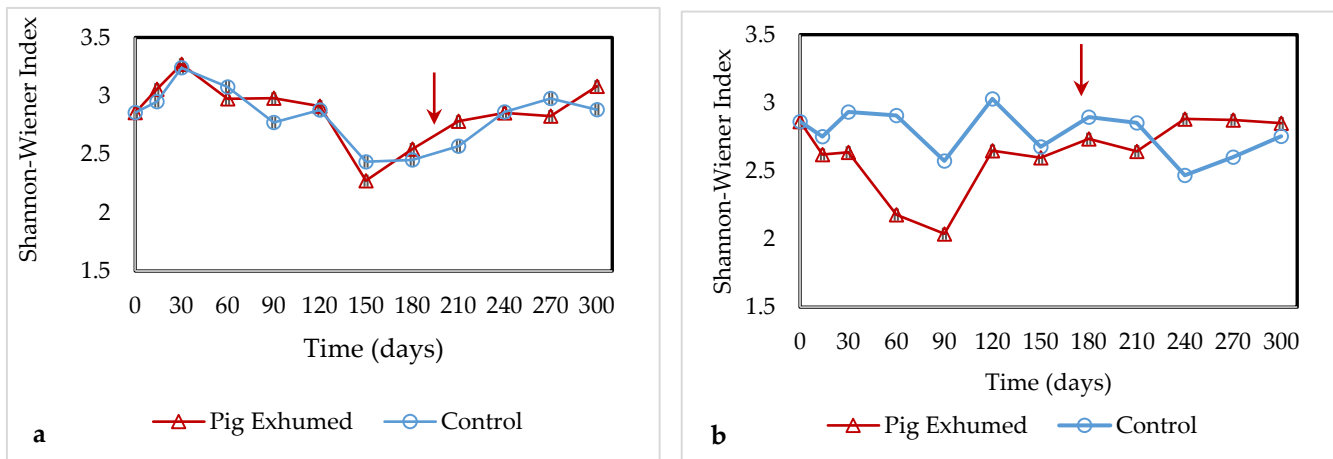 Shannon-Wiener Index
3.5
3
2.5
2
1.5
0 30 60 90 120 150 180 210 240 270 300
Time (days)
Pig Exhumed Control
a
Shannon-Wiener Index
3.5
3
2.5
2
1.5
0 30 60 90 120 150 180 210 240 270 300
Time (days)
Pig Exhumed Control
b